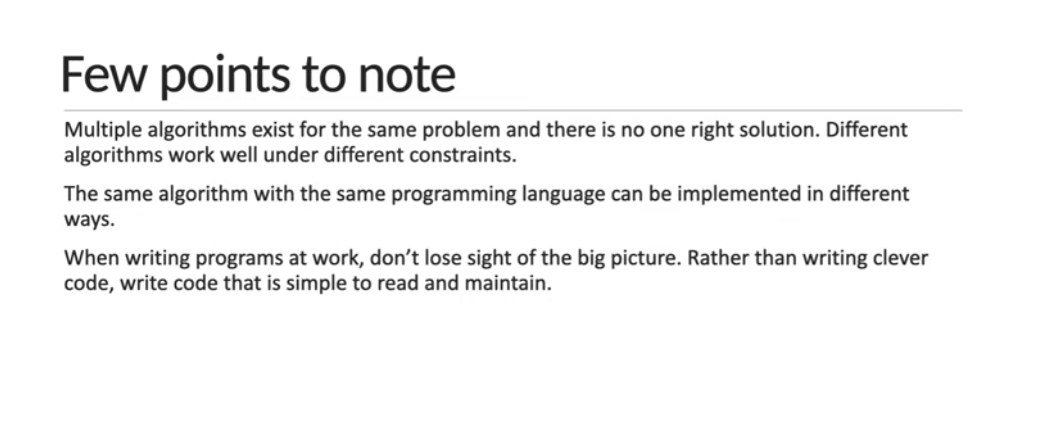 Few points to note
Multiple algorithms exist for the same problem and there is no one right solution. Different
algorithms work well under different constraints.
The same algorithm with the same programming language can be implemented in different
ways.
When writing programs at work, don’t lose sight of the big picture. Rather than writing clever
code, write code that is simple to read and maintain.